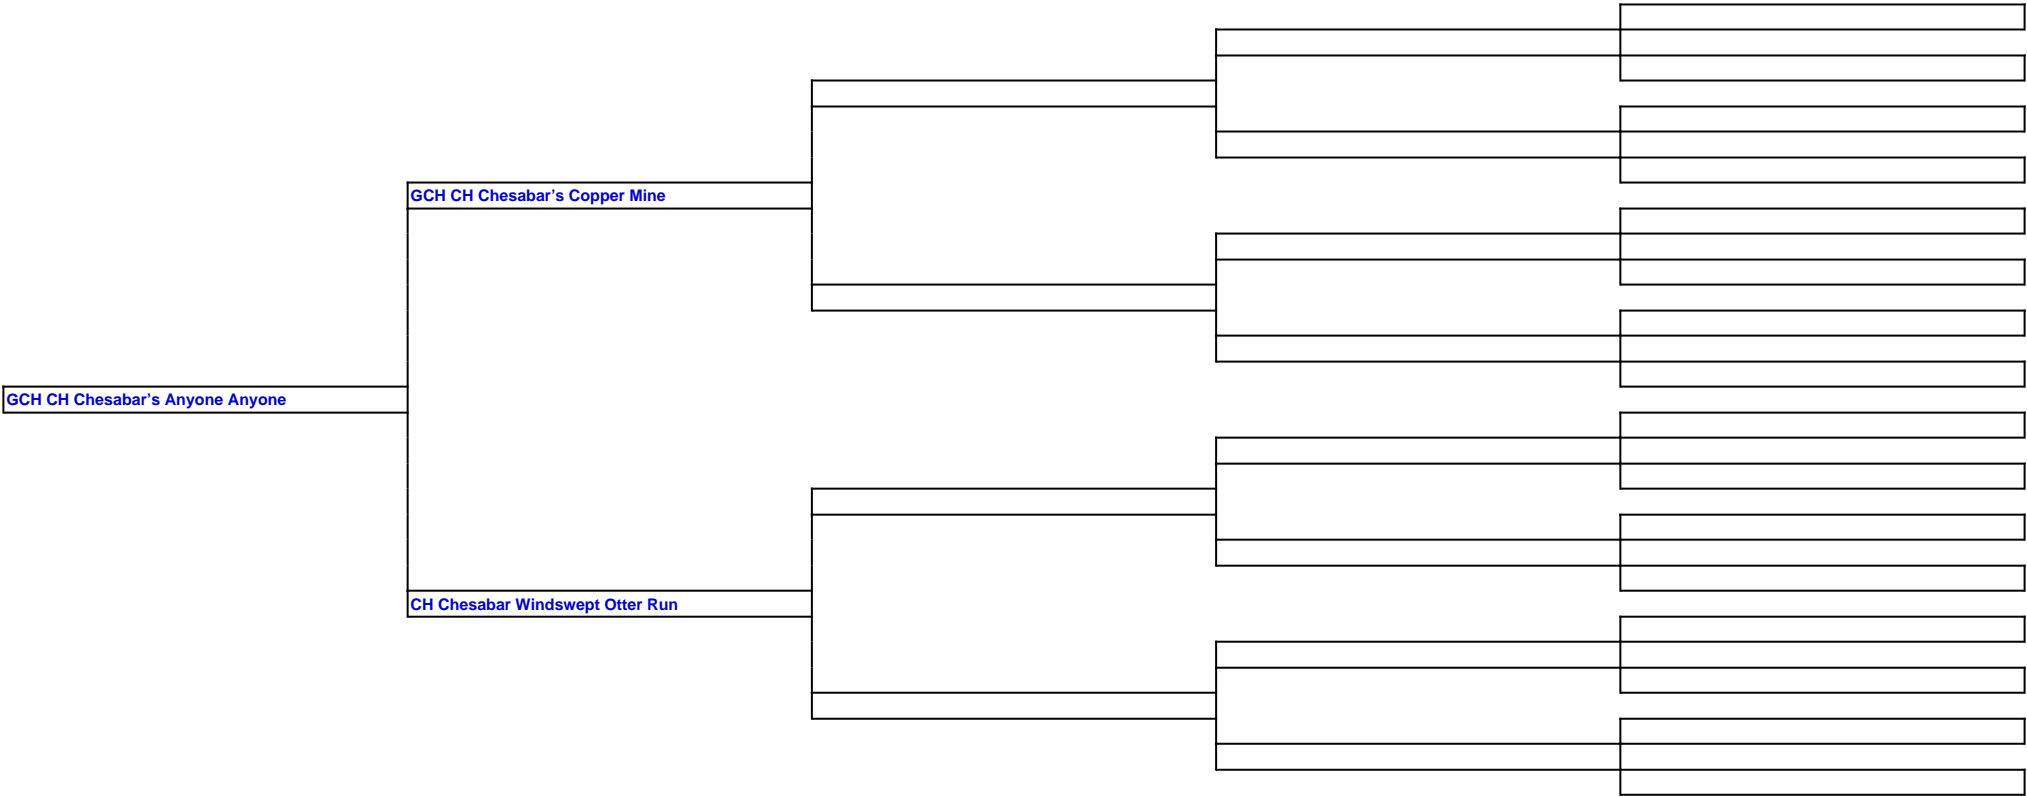 GCH CH Chesabar’s Copper Mine
GCH CH Chesabar’s Anyone Anyone
CH Chesabar Windswept Otter Run